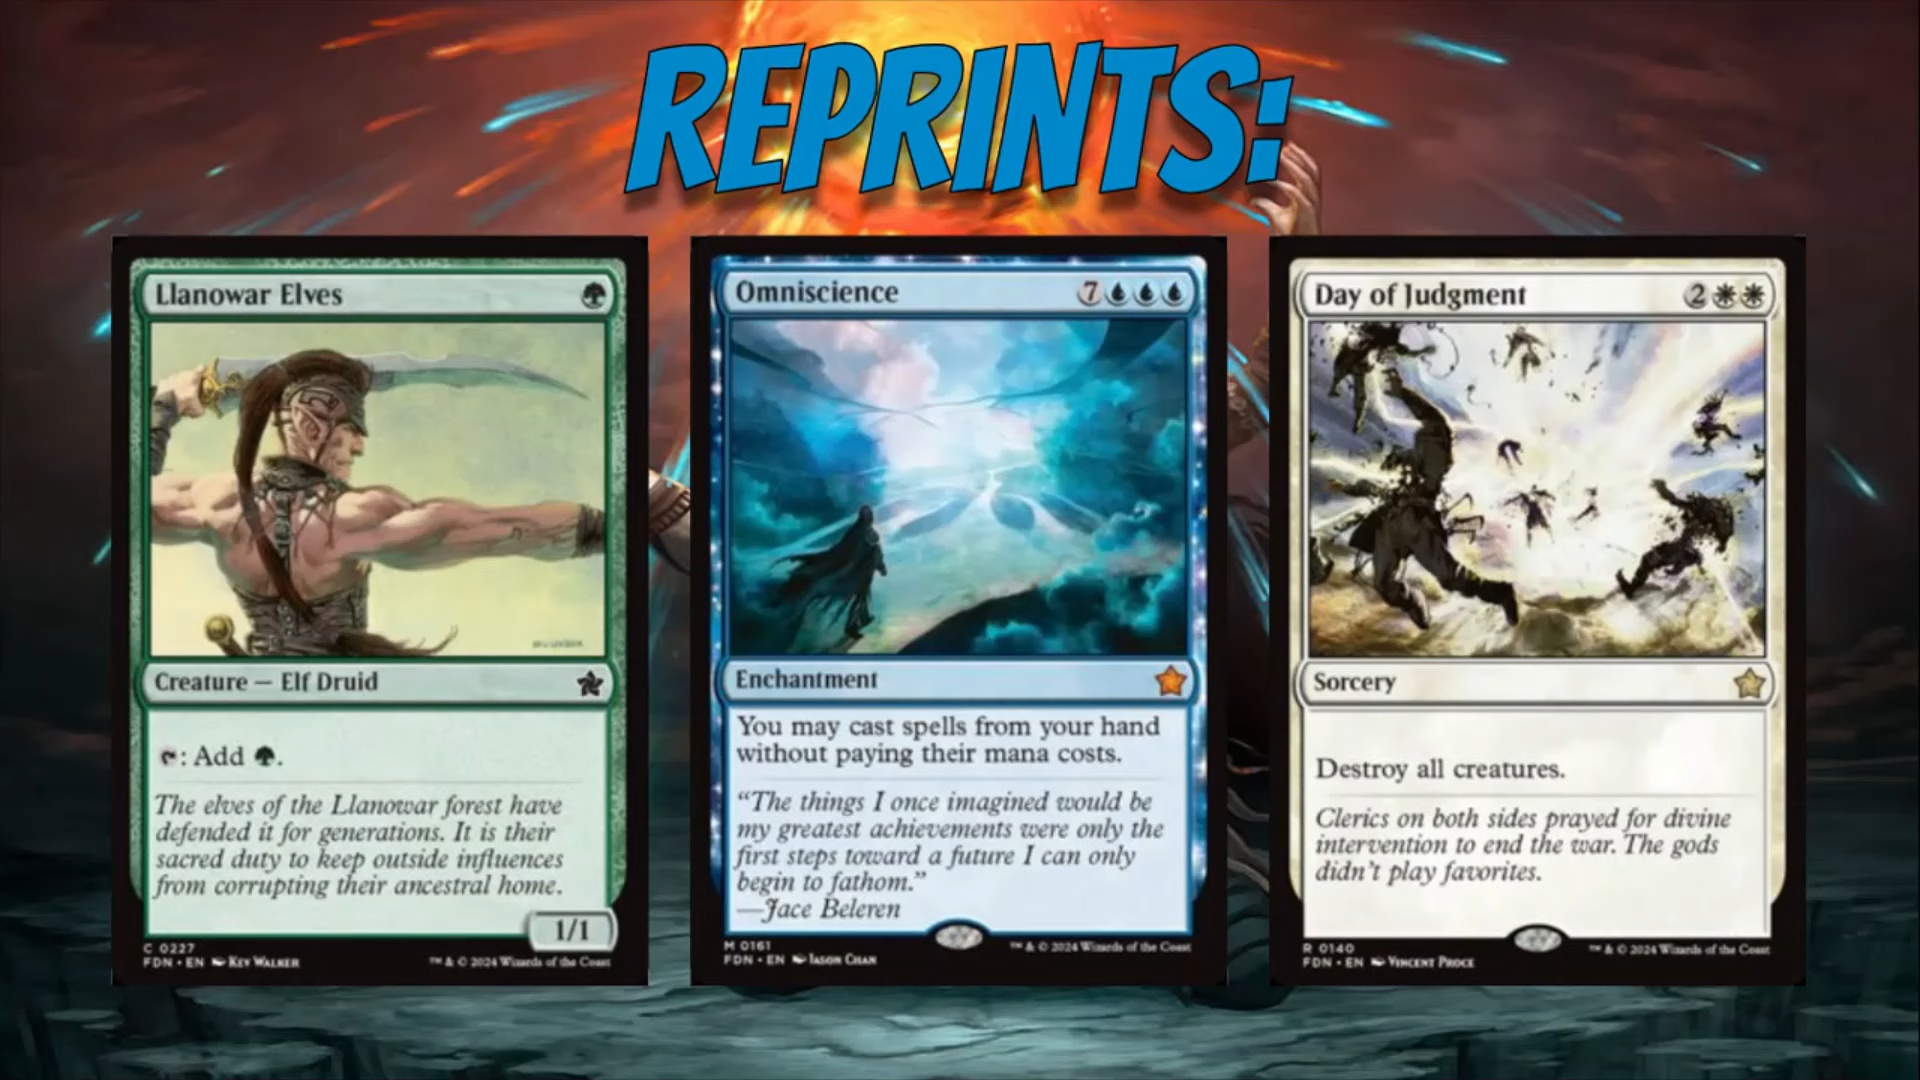 REPRINTS:
Llanowar Elves
Creature — Elf Druid
: Add .
The elves of the Llanowar forest have
defended it for generations. It is their
sacred duty to keep outside influences
from corrupting their ancestral home.
1/1
C 0227
FDN • EN Kev Walker
™ & © 2024 Wizards of the Coast
Omniscience
7
Enchantment
You may cast spells from your hand
without paying their mana costs.
“The things I once imagined would be
my greatest achievements were only the
first steps toward a future I can only
begin to fathom.”
—Jace Beleren
M 0161
FDN • EN Jason Chan
™ & © 2024 Wizards of the Coast
Day of Judgment
2
Sorcery
Destroy all creatures.
Clerics on both sides prayed for divine
intervention to end the war. The gods
didn’t play favorites.
R 0140
FDN • EN Vincent Proce
™ & © 2024 Wizards of the Coast